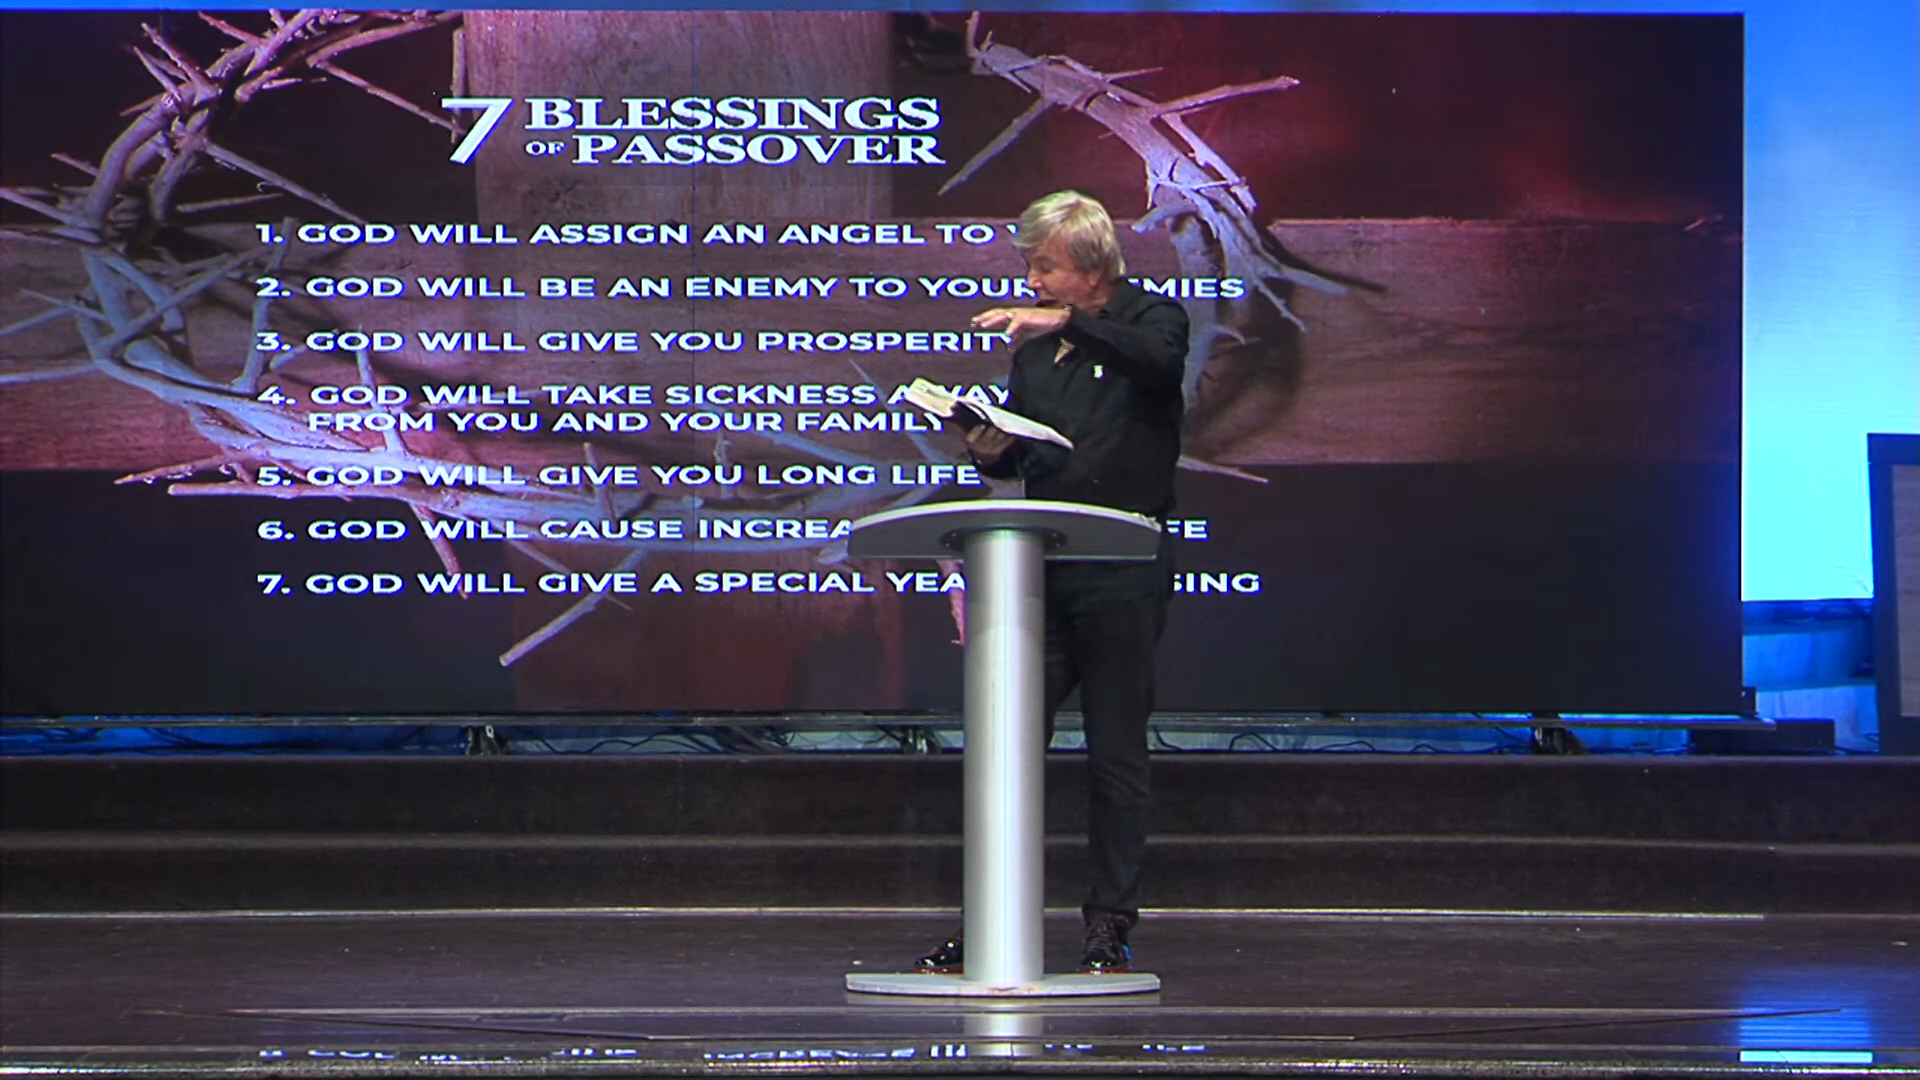 7 BLESSINGS
OF PASSOVER
1. GOD WILL ASSIGN AN ANGEL TO
2. GOD WILL BE AN ENEMY TO YOUR
3. GOD WILL GIVE YOU PROSPERITY
4. GOD WILL TAKE SICKNESS AWAY
FROM YOU AND YOUR FAMILY
5. GOD WILL GIVE YOU LONG LIFE
6. GOD WILL CAUSE
7. GOD WILL GIVE A SPECIAL